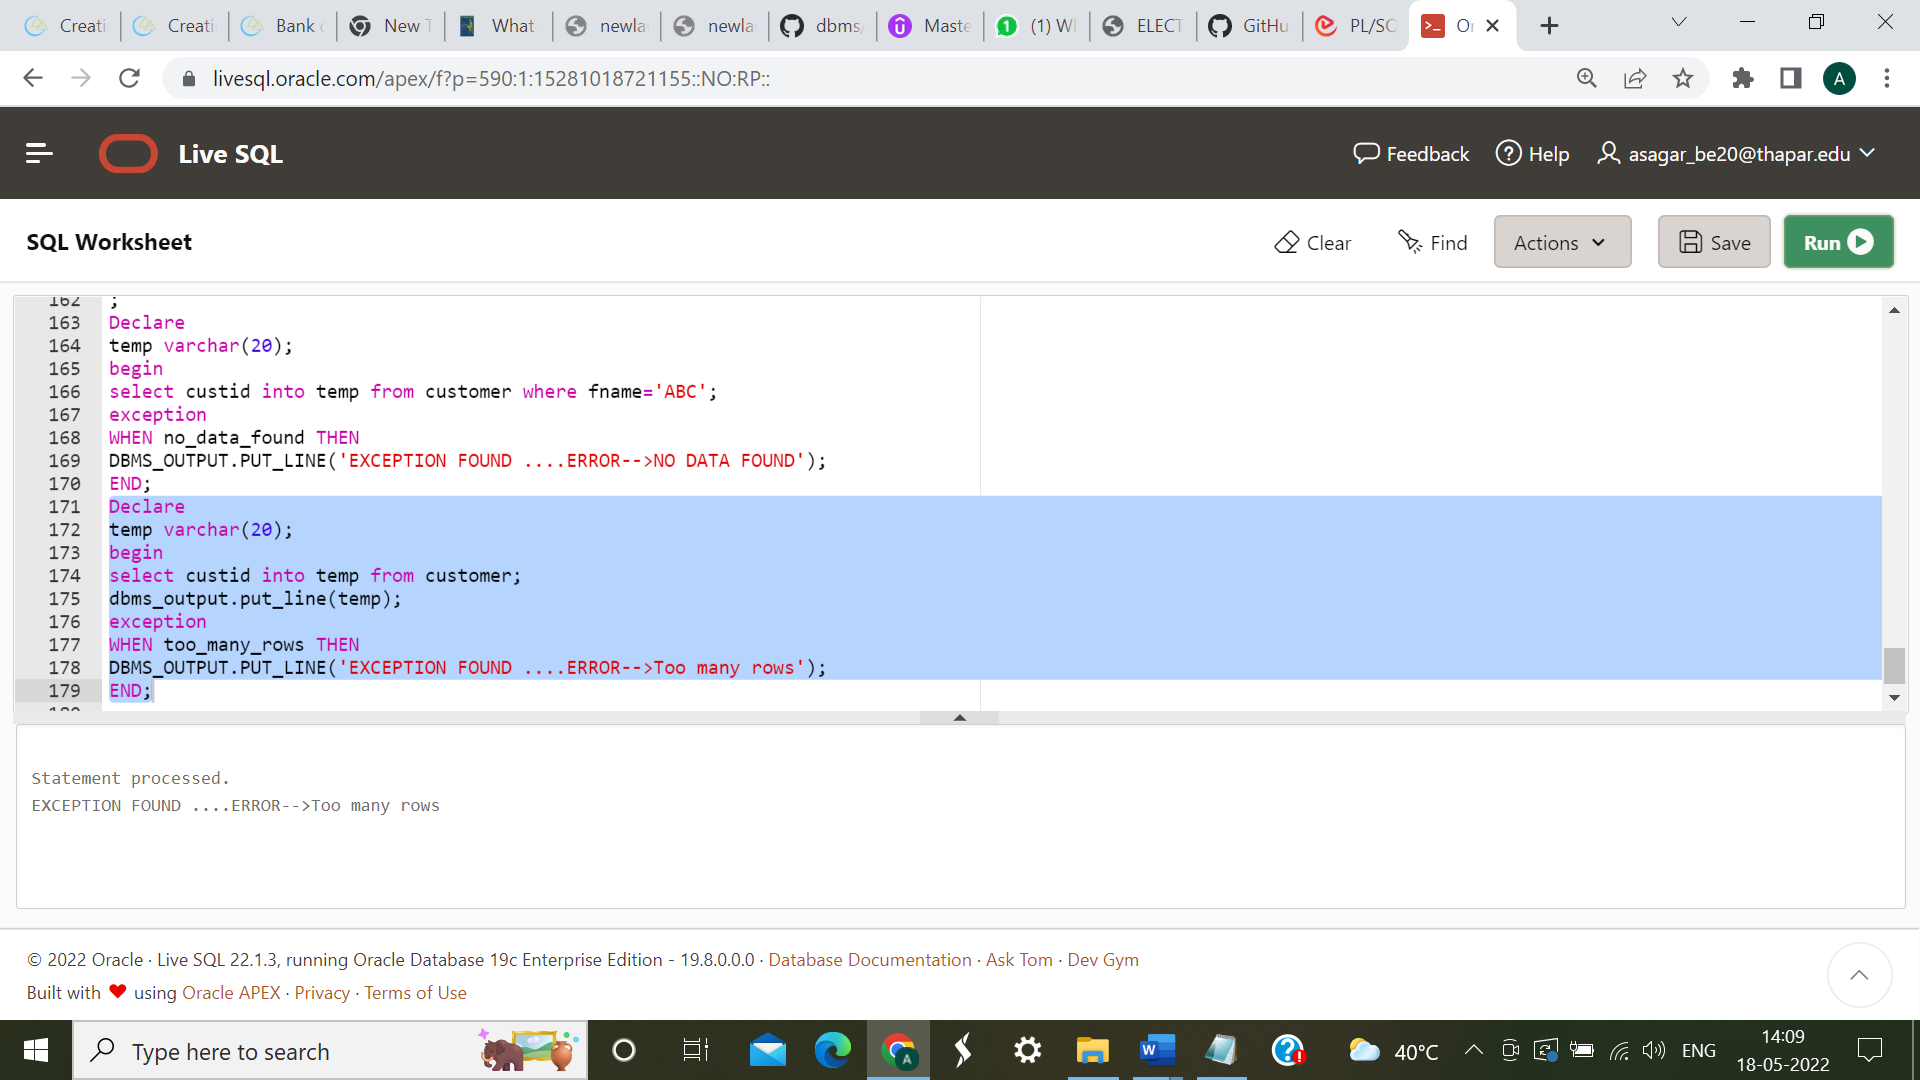 Creati
Creati
Bank c
New T
What
newla
newla
dbms,
Maste
(1) W
ELECT
GitHu
PL/SQ
Or
livesql.oracle.com/apex/f?p=590:1:15281018721155::NO:RP::
A
Live SQL
Feedback
Help
asagar_be20@thapar.edu
SQL Worksheet
Clear
Find
Actions
Save
Run
162 ;
163 Declare
164 temp varchar(20);
165 begin
166 select custid into temp from customer where fname='ABC';
167 exception
168 WHEN no_data_found THEN
169 DBMS_OUTPUT.PUT_LINE('EXCEPTION FOUND ....ERROR-->NO DATA FOUND');
170 END;
171 Declare
172 temp varchar(20);
173 begin
174 select custid into temp from customer;
175 dbms_output.put_line(temp);
176 exception
177 WHEN too_many_rows THEN
178 DBMS_OUTPUT.PUT_LINE('EXCEPTION FOUND ....ERROR-->Too many rows');
179 END;
Statement processed.
EXCEPTION FOUND ....ERROR-->Too many rows
© 2022 Oracle · Live SQL 22.1.3, running Oracle Database 19c Enterprise Edition - 19.8.0.0.0 · Database Documentation · Ask Tom · Dev Gym
Built with ❤ using Oracle APEX · Privacy · Terms of Use
Type here to search
40°C
ENG
14:09
18-05-2022